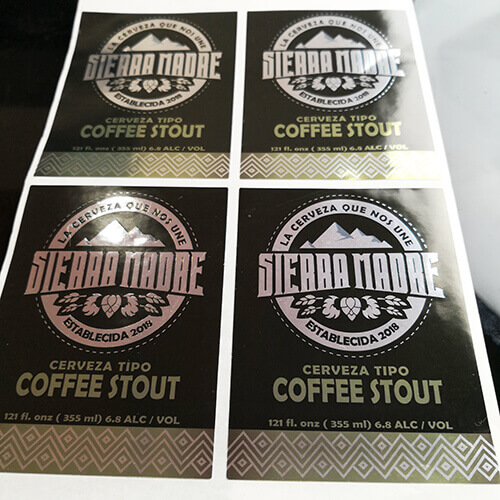 LA CERVEZA QUE NOS UNE
SIERRA MADRE
ESTABLECIDA 2018
CERVEZA TIPO
COFFEE STOUT
121 fl. onz ( 355 ml) 6.8 ALC / VOL
LA CERVEZA QUE NOS UNE
SIERRA MADRE
ESTABLECIDA 2018
CERVEZA TIPO
COFFEE STOUT
121 fl. onz ( 355 ml) 6.8 ALC / VOL
LA CERVEZA QUE NOS UNE
SIERRA MADRE
ESTABLECIDA 2018
CERVEZA TIPO
COFFEE STOUT
121 fl. onz ( 355 ml) 6.8 ALC / VOL
LA CERVEZA QUE NOS UNE
SIERRA MADRE
ESTABLECIDA 2018
CERVEZA TIPO
COFFEE STOUT
121 fl. onz ( 355 ml) 6.8 ALC / VOL